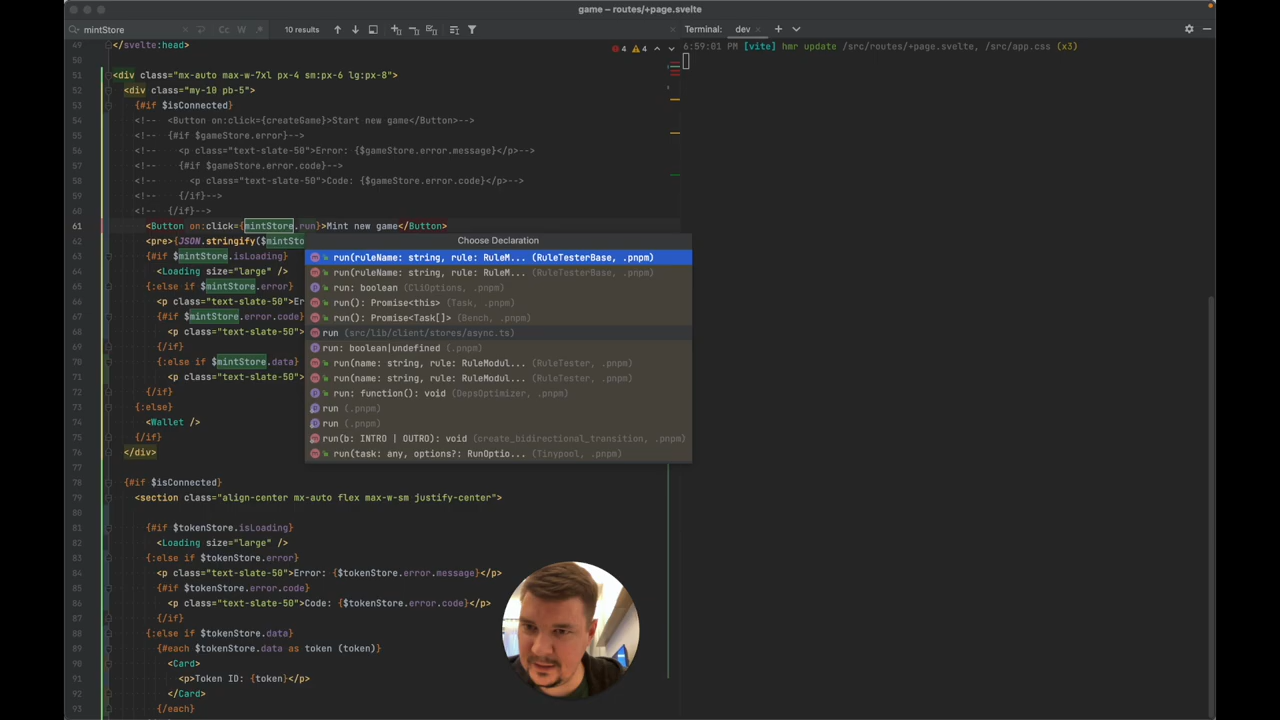 game – routes/+page.svelte
mintStore
Cc W .*
10 results
Terminal: dev
4 4
6:59:01 PM [vite] hmr update /src/routes/+page.svelte, /src/app.css (x3)
49 </svelte:head>
50
51 <div class="mx-auto max-w-7xl px-4 sm:px-6 lg:px-8">
52 <div class="my-10 pb-5">
53 {#if $isConnected}
54 <!-- <Button on:click={createGame}>Start new game</Button>-->
55 <!-- {#if $gameStore.error}-->
56 <!-- <p class="text-slate-50">Error: {$gameStore.error.message}</p>-->
57 <!-- {#if $gameStore.error.code}-->
58 <!-- <p class="text-slate-50">Code: {$gameStore.error.code}</p>-->
59 <!-- {/if}-->
60 <!-- {/if}-->
61 <Button on:click={mintStore.run}>Mint new game</Button>
62 <pre>{JSON.stringify($mintSto
63 {#if $mintStore.isLoading}
64 <Loading size="large" />
65 {:else if $mintStore.error}
66 <p class="text-slate-50">Er
67 {#if $mintStore.error.code}
68 <p class="text-slate-50">
69 {/if}
70 {:else if $mintStore.data}
71 <p class="text-slate-50">
72 {/if}
73 {:else}
74 <Wallet />
75 {/if}
76 </div>
77
78 {#if $isConnected}
79 <section class="align-center mx-auto flex max-w-sm justify-center">
80
81 {#if $tokenStore.isLoading}
82 <Loading size="large" />
83 {:else if $tokenStore.error}
84 <p class="text-slate-50">Error: {$tokenStore.error.message}</p>
85 {#if $tokenStore.error.code}
86 <p class="text-slate-50">Code: {$tokenStore.error.code}</p>
87 {/if}
88 {:else if $tokenStore.data}
89 {#each $tokenStore.data as token (token)}
90 <Card>
91 <p>Token ID: {token}</p>
92 </Card>
93 {/each}
Choose Declaration
run(ruleName: string, rule: RuleM... (RuleTesterBase, .pnpm)
run(ruleName: string, rule: RuleM... (RuleTesterBase, .pnpm)
run: boolean (CliOptions, .pnpm)
run(): Promise<this> (Task, .pnpm)
run(): Promise<Task[]> (Bench, .pnpm)
run (src/lib/client/stores/async.ts)
run: boolean|undefined (.pnpm)
run(name: string, rule: RuleModul... (RuleTester, .pnpm)
run(name: string, rule: RuleModul... (RuleTester, .pnpm)
run: function(): void (DepsOptimizer, .pnpm)
run (.pnpm)
run (.pnpm)
run(b: INTRO | OUTRO): void (create_bidirectional_transition, .pnpm)
run(task: any, options?: RunOptio... (Tinypool, .pnpm)